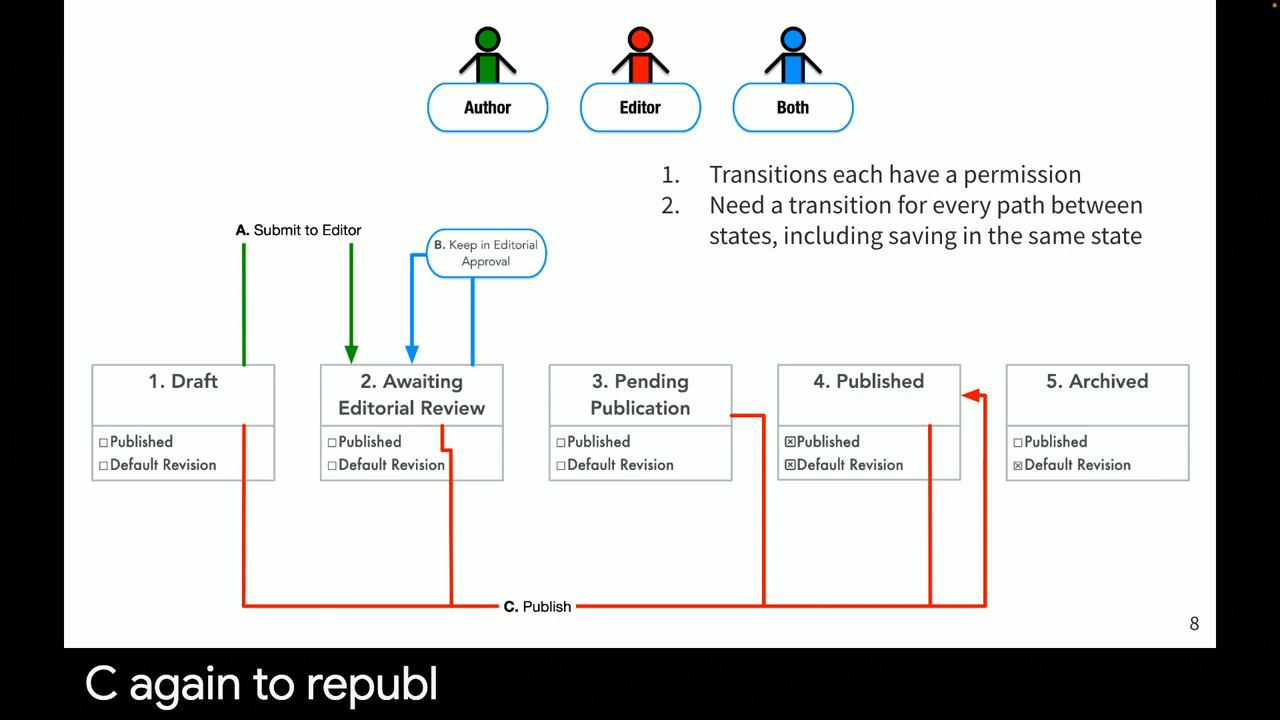 Author
Editor
Both
1. Transitions each have a permission
2. Need a transition for every path between
states, including saving in the same state
A. Submit to Editor
B. Keep in Editorial
Approval
1. Draft
☐Published
☐Default Revision
2. Awaiting
Editorial Review
☐Published
☐Default Revision
3. Pending
Publication
☐Published
☐Default Revision
4. Published
☒Published
☒Default Revision
5. Archived
☐Published
☒Default Revision
C. Publish
8
C again to republ